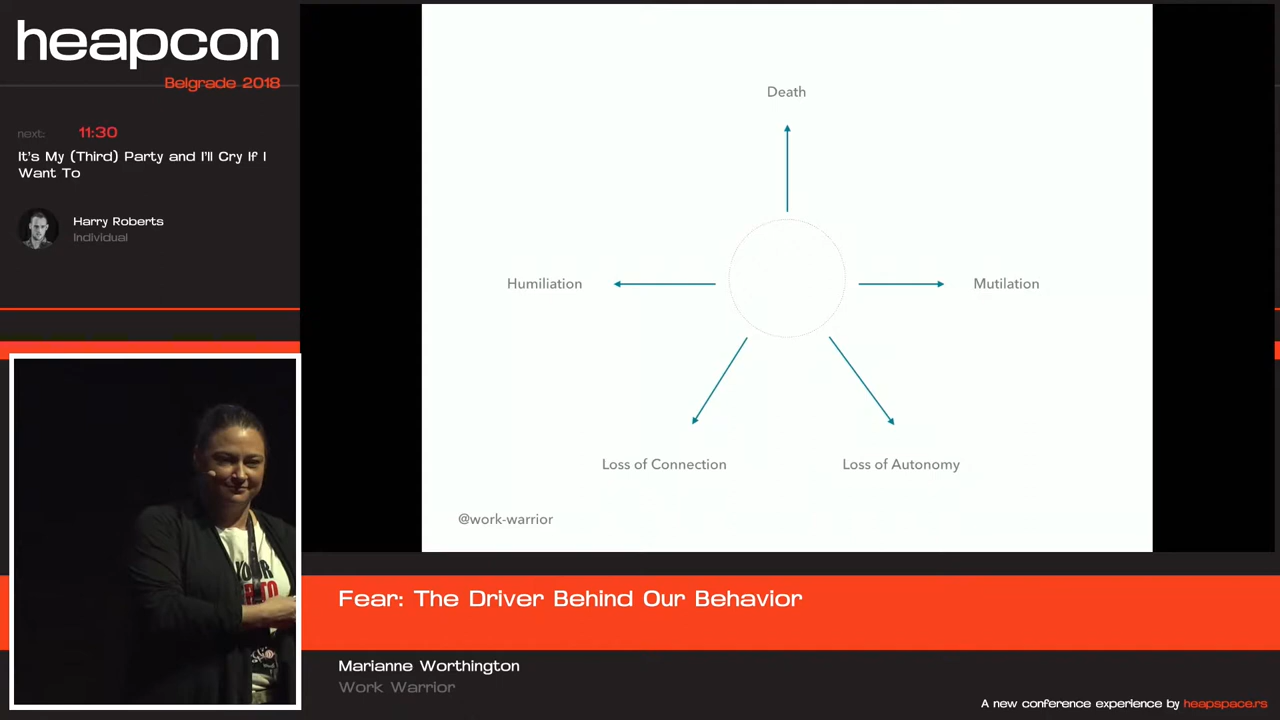 heapcon
Belgrade 2018
next: 11:30
It's My (Third) Party and I'll Cry If I
Want To
Harry Roberts
Individual
Death
Humiliation
Mutilation
Loss of Connection
Loss of Autonomy
@work-warrior
Fear: The Driver Behind Our Behavior
Marianne Worthington
Work Warrior
A new conference experience by heapspace.rs